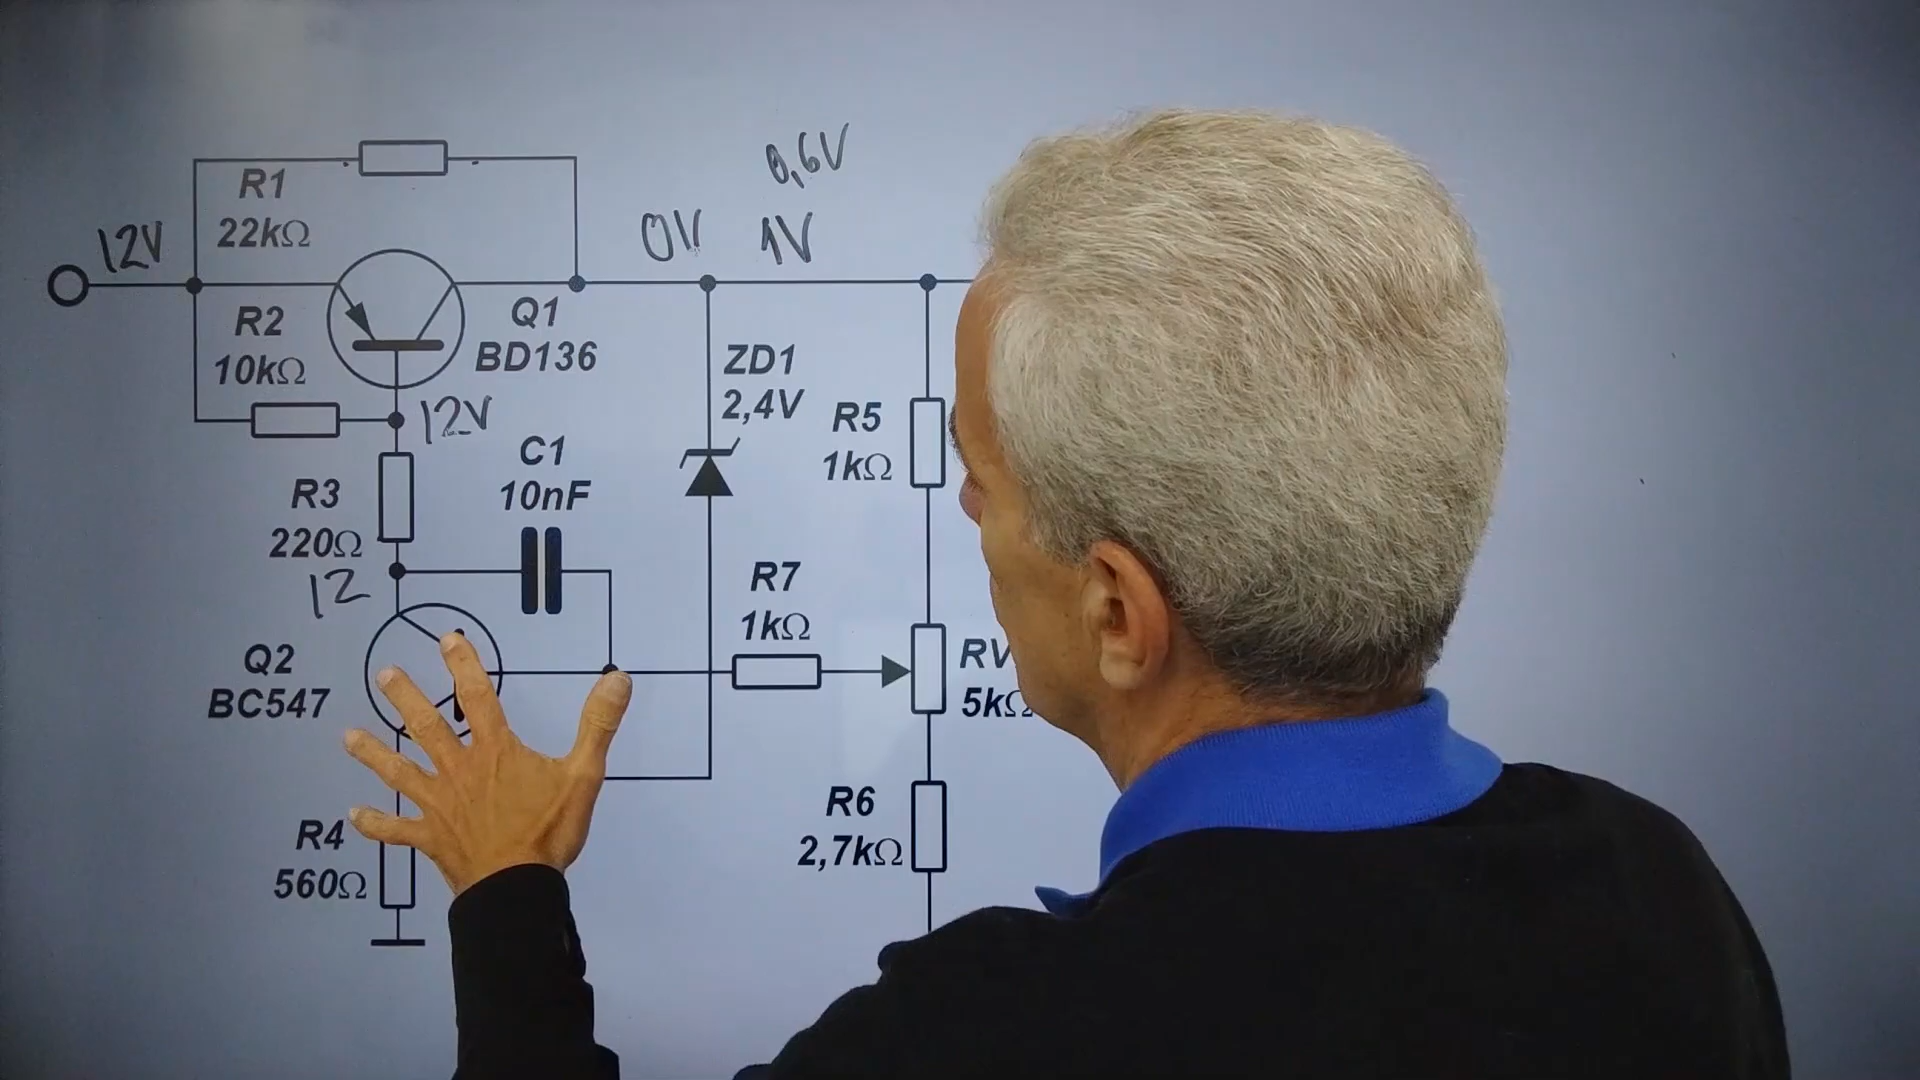 0,6V
R1
22kΩ
12V
0V
1V
R2
10kΩ
Q1
BD136
12V
ZD1
2,4V
R5
1kΩ
C1
10nF
R3
220Ω
12
R7
1kΩ
Q2
BC547
RV
5kΩ
R6
2,7kΩ
R4
560Ω